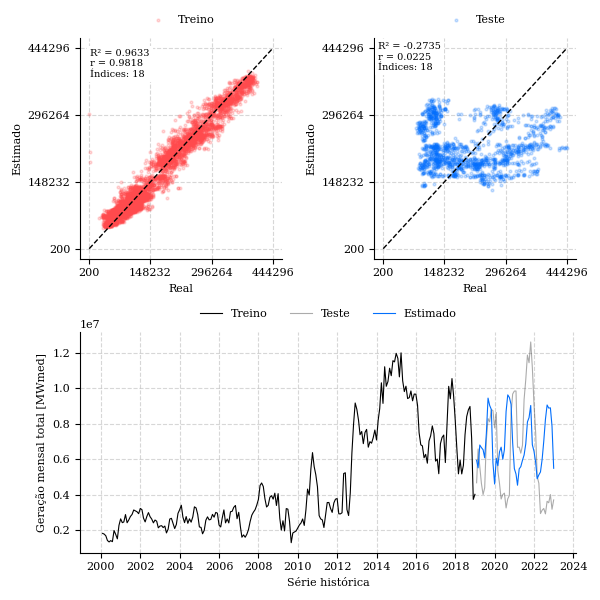 Treino
Teste
R² = 0.9633
r = 0.9818
Índices: 18
R² = -0.2735
r = 0.0225
Índices: 18
444296
296264
148232
200
Estimado
200
148232
296264
444296
Real
444296
296264
148232
200
Estimado
200
148232
296264
444296
Real
Treino
Teste
Estimado
1e7
1.2
1.0
0.8
0.6
0.4
0.2
Geração mensal total [MWmed]
2000
2002
2004
2006
2008
2010
2012
2014
2016
2018
2020
2022
2024
Série histórica